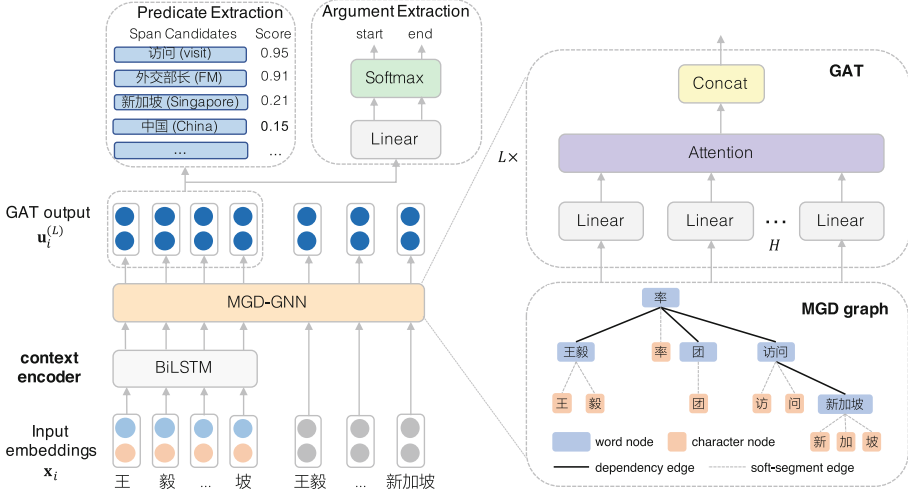 Predicate Extraction
Span Candidates Score
访问 (visit) 0.95
外交部长 (FM) 0.91
新加坡 (Singapore) 0.21
中国 (China) 0.15
... ...
Argument Extraction
start end
Softmax
Linear
GAT output
u_i^{(L)}
MGD-GNN
context
encoder
BiLSTM
Input
embeddings
x_i
王 毅 ... 坡 王毅 ... 新加坡
GAT
Concat
L×
Attention
Linear Linear ... Linear
H
MGD graph
率
王毅 率 团 访问
王 毅 团 访 问 新加坡
新 加 坡
word node character node
dependency edge soft-segment edge